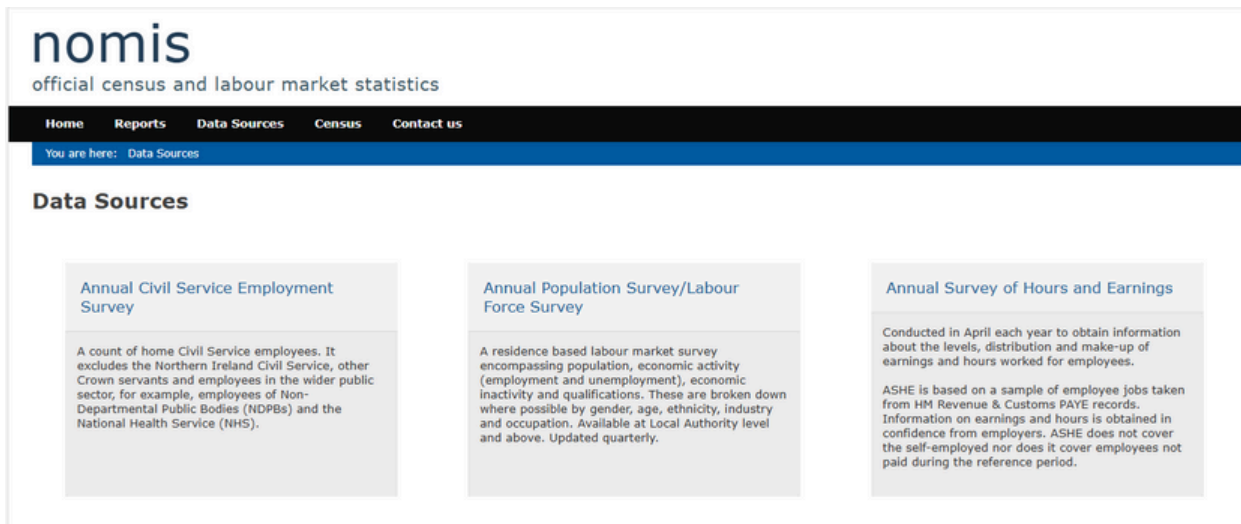 nomis
official census and labour market statistics
Home Reports Data Sources Census Contact us
You are here: Data Sources
Data Sources
Annual Civil Service Employment
Survey
A count of home Civil Service employees. It
excludes the Northern Ireland Civil Service, other
Crown servants and employees in the wider public
sector, for example, employees of Non-
Departmental Public Bodies (NDPBs) and the
National Health Service (NHS).
Annual Population Survey/Labour
Force Survey
A residence based labour market survey
encompassing population, economic activity
(employment and unemployment), economic
inactivity and qualifications. These are broken down
where possible by gender, age, ethnicity, industry
and occupation. Available at Local Authority level
and above. Updated quarterly.
Annual Survey of Hours and Earnings
Conducted in April each year to obtain information
about the levels, distribution and make-up of
earnings and hours worked for employees.
ASHE is based on a sample of employee jobs taken
from HM Revenue & Customs PAYE records.
Information on earnings and hours is obtained in
confidence from employers. ASHE does not cover
the self-employed nor does it cover employees not
paid during the reference period.